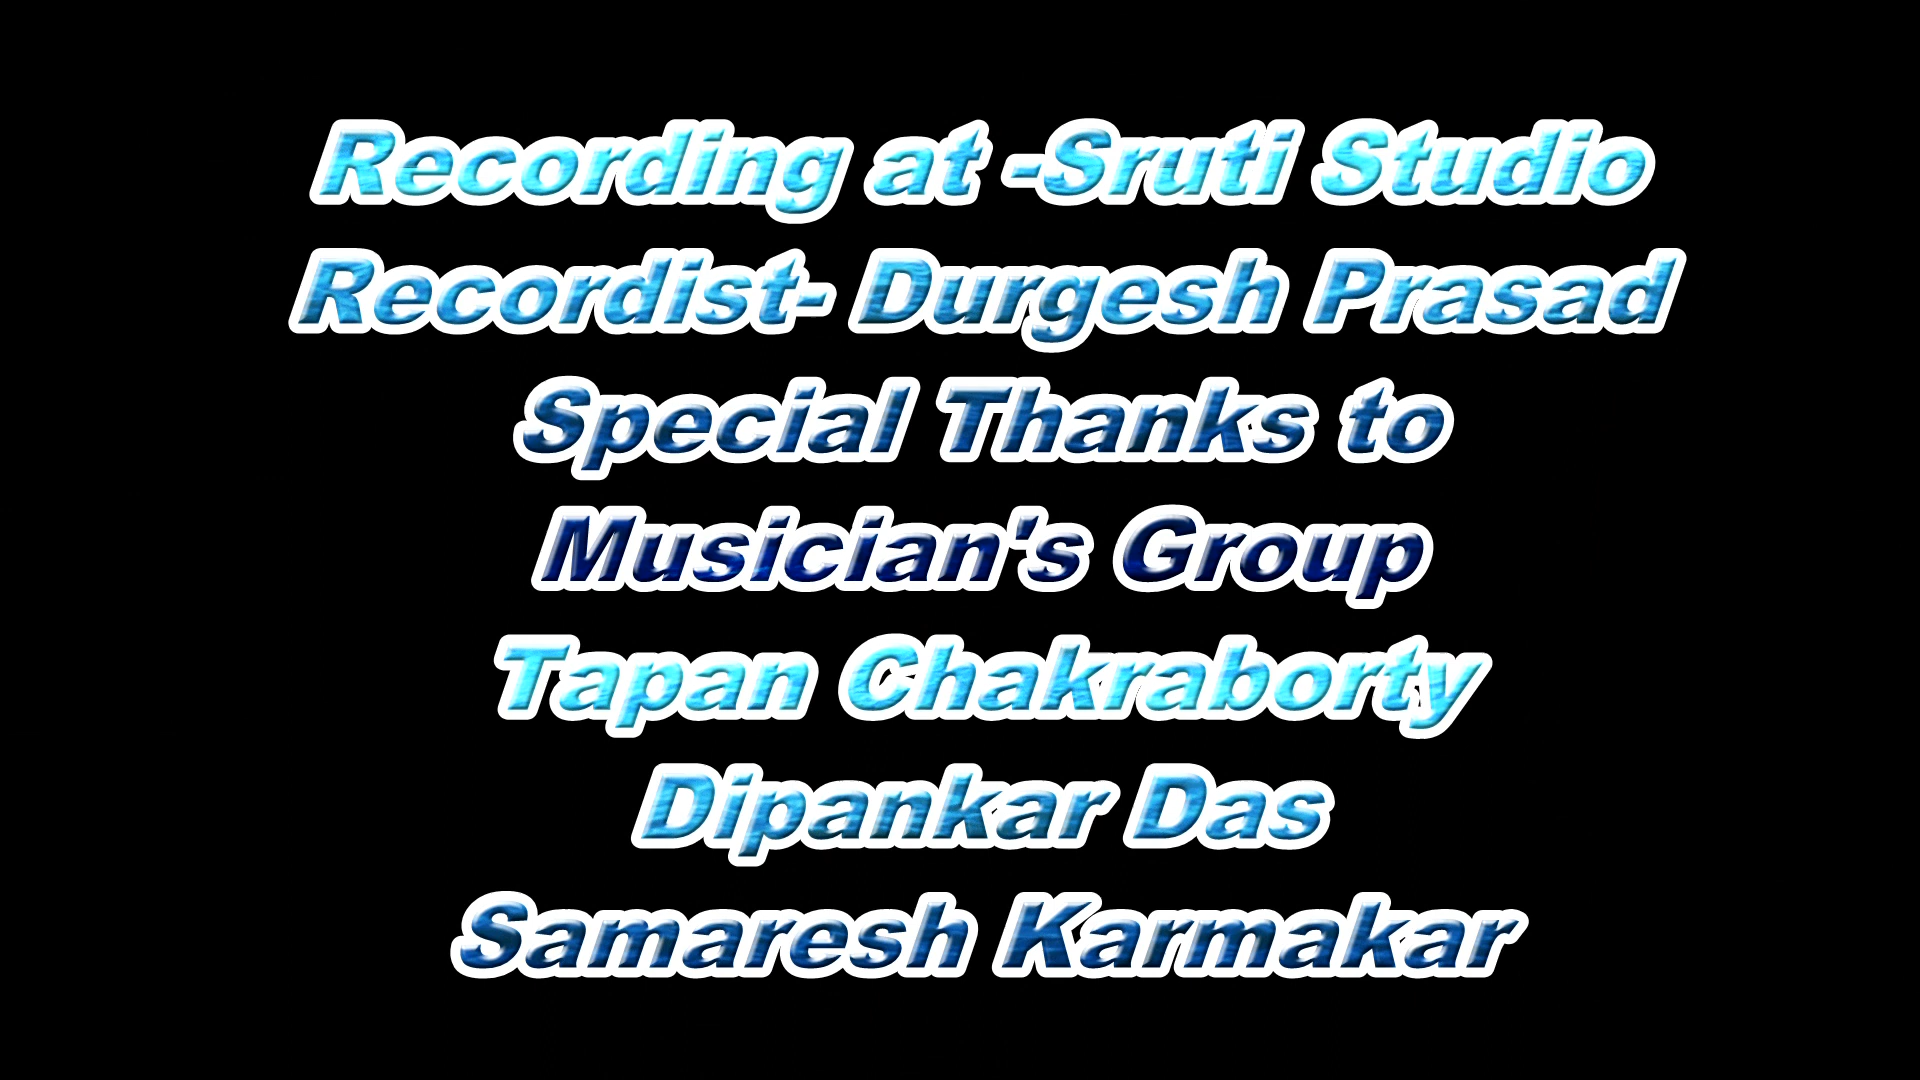 Recording at -Sruti Studio
Recordist- Durgesh Prasad
Special Thanks to
Musician's Group
Tapan Chakraborty
Dipankar Das
Samaresh Karmakar